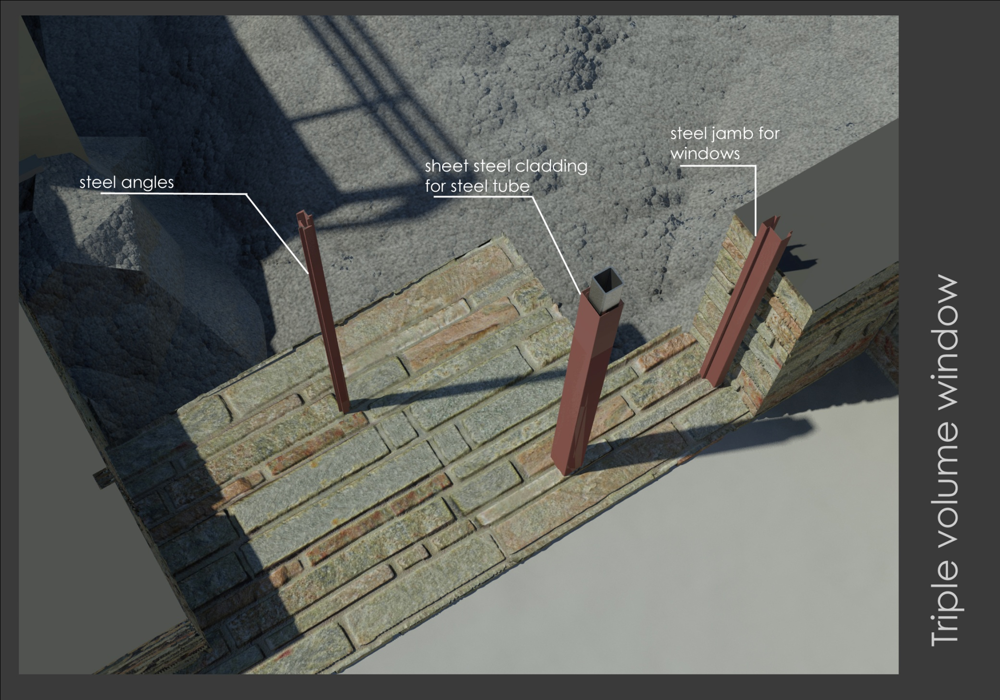 steel jamb for
windows
sheet steel cladding
for steel tube
steel angles
Triple volume window